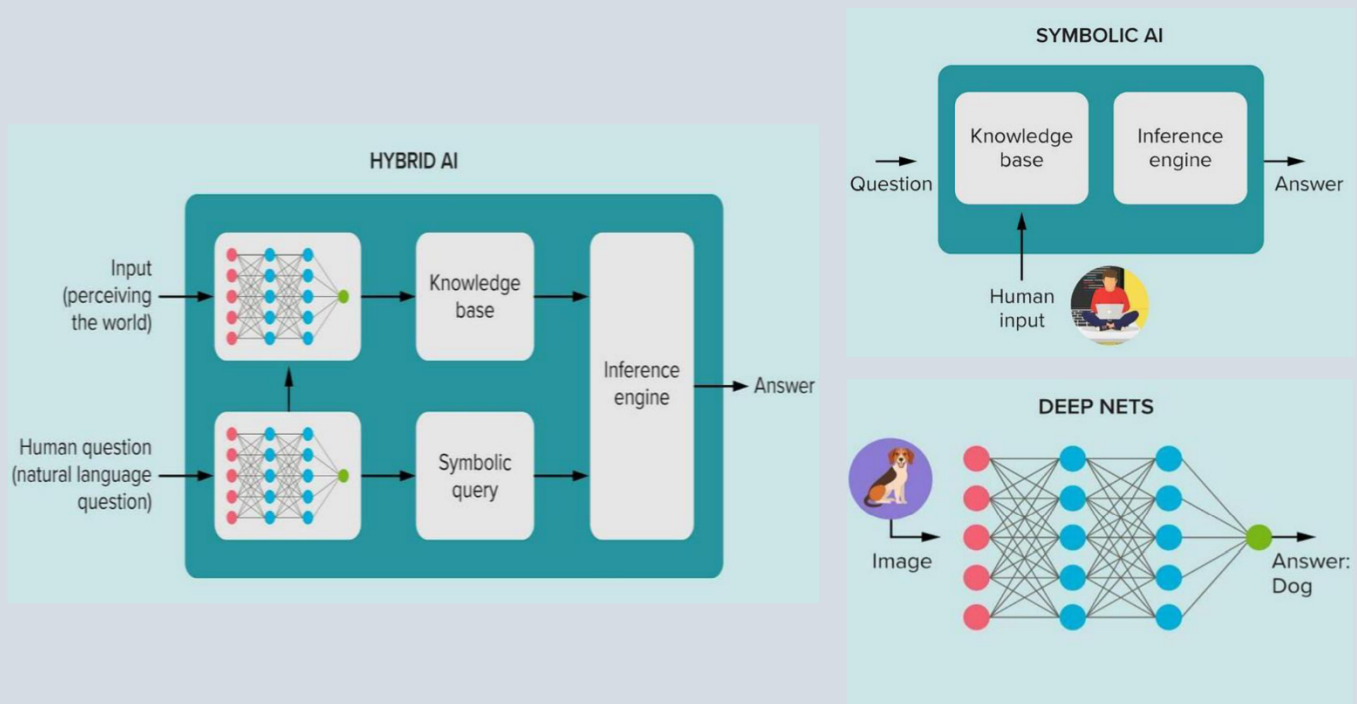 HYBRID AI
Input
(perceiving
the world)
Knowledge
base
Human question
(natural language
question)
Symbolic
query
Inference
engine
Answer
SYMBOLIC AI
Question
Knowledge
base
Inference
engine
Answer
Human
input
DEEP NETS
Image
Answer:
Dog